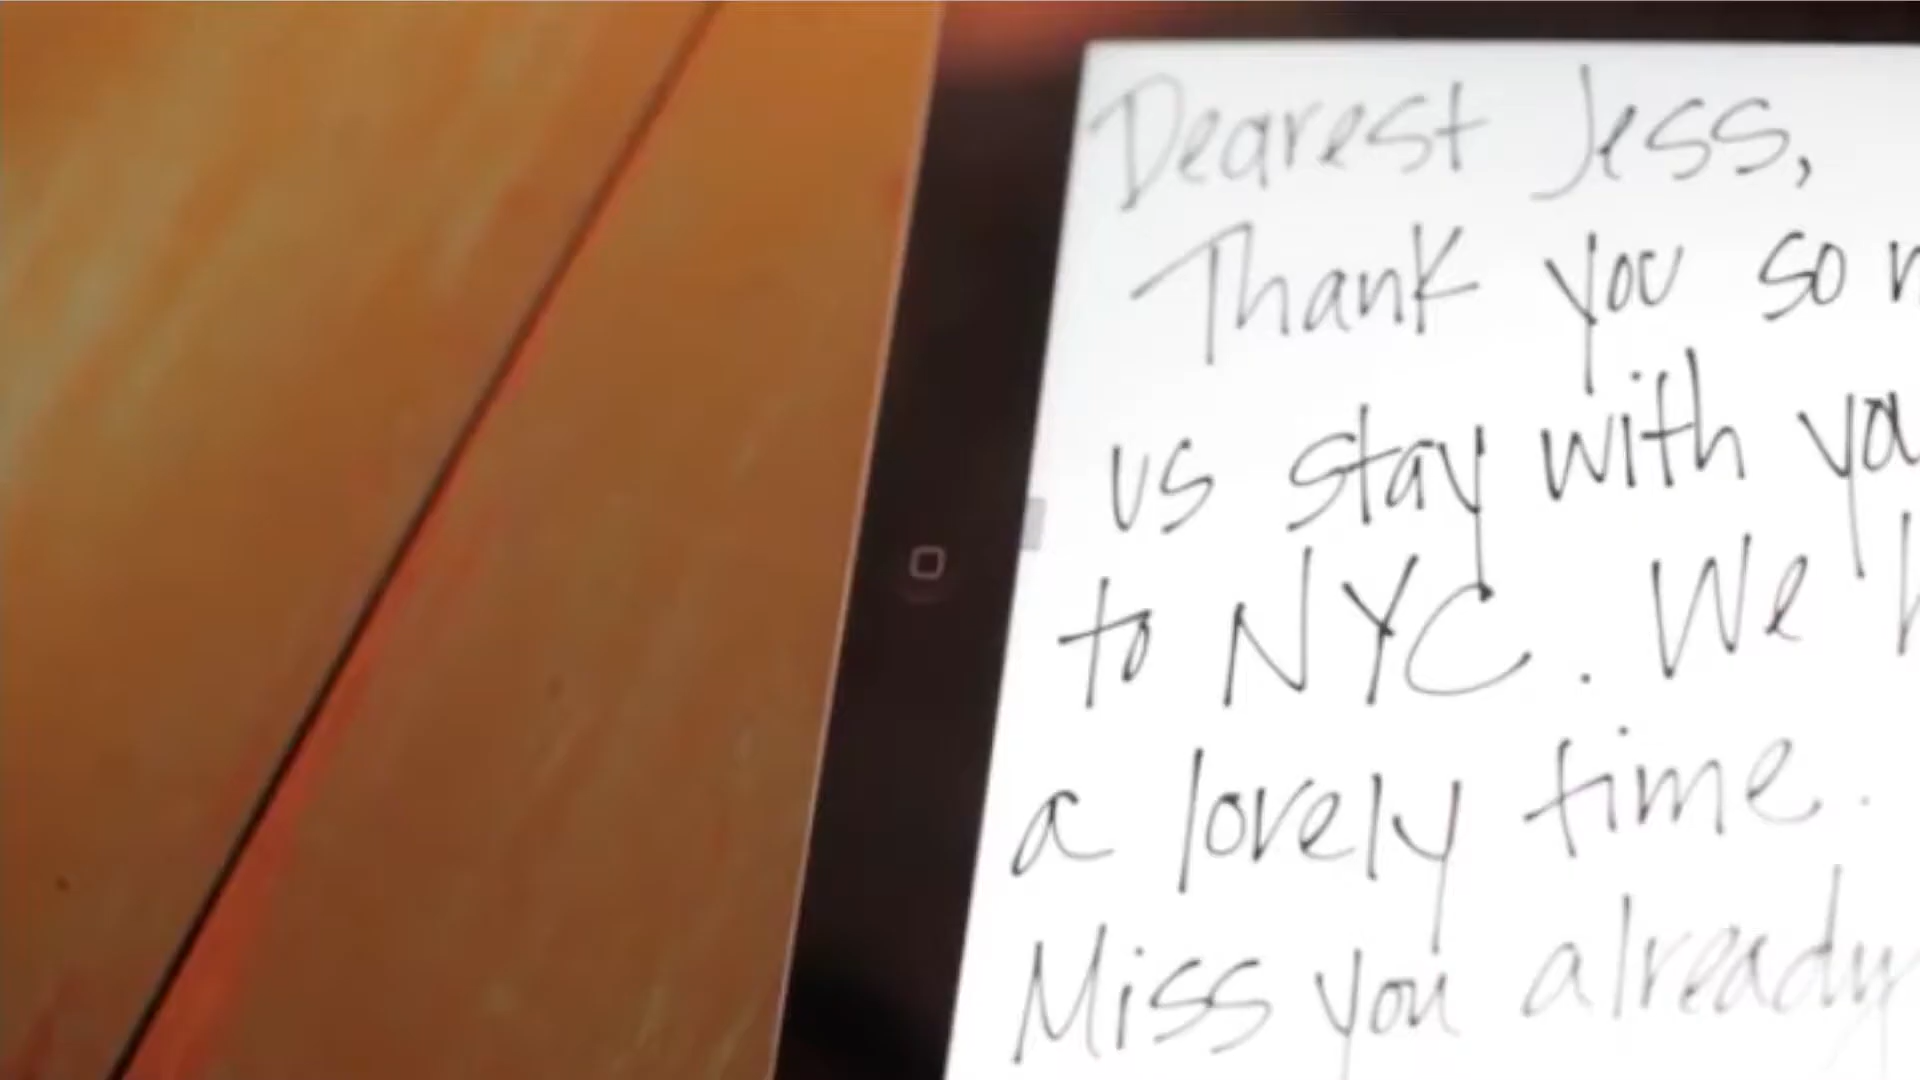 Dearest Jess,
Thank you so
us stay with
to NYC. We
a lovely time.
Miss you already